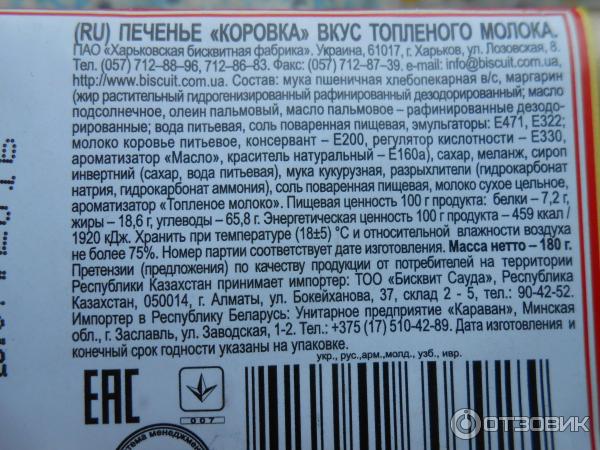 (RU) ПЕЧЕНЬЕ «КОРОВКА» ВКУС ТОПЛЕНОГО МОЛОКА.
ПАО «Харьковская бисквитная фабрика». Украина, 61017, г. Харьков, ул. Лозовская, 8.
Тел. (057) 712–88–96, 712–86–83. Факс: (057) 712–87–39. e-mail: info@biscuit.com.ua,
http://www.biscuit.com.ua. Состав: мука пшеничная хлебопекарная в/с, маргарин
(жир растительный гидрогенизированный рафинированный дезодорированный; масло
подсолнечное, олеин пальмовый, масло пальмовое – рафинированные дезодо-
рированные; вода питьевая, соль поваренная пищевая, эмульгаторы: Е471, Е322;
молоко коровье питьевое, консервант – Е200, регулятор кислотности – Е330,
ароматизатор «Масло», краситель натуральный – Е160а), сахар, меланж, сироп
инвертний (сахар, вода питьевая), мука кукурузная, разрыхлители (гидрокарбонат
натрия, гидрокарбонат аммония), соль поваренная пищевая, молоко сухое цельное,
ароматизатор «Топленое молоко». Пищевая ценность 100 г продукта: белки – 7,2 г,
жиры – 18,6 г, углеводы – 65,8 г. Энергетическая ценность 100 г продукта – 459 ккал /
1920 кДж. Хранить при температуре (18±5) °С и относительной влажности воздуха
не более 75%. Номер партии соответствует дате изготовления. Масса нетто – 180 г.
Претензии (предложения) по качеству продукции от потребителей на территории
Республики Казахстан принимает импортер: ТОО «Бисквит Сауда», Республика
Казахстан, 050014, г. Алматы, ул. Бокейханова, 37, склад 2 - 5, тел.: 90-42-52.
Импортер в Республику Беларусь: Унитарное предприятие «Караван», Минская
обл., г. Заславль, ул. Заводская, 1-2. Тел.: +375 (17) 510-42-89. Дата изготовления и
конечный срок годности указаны на упаковке.
укр., рус.,арм.,молд., узб., ивр.
ЕАС
007
тема менеджмен
ОТЗОВИК